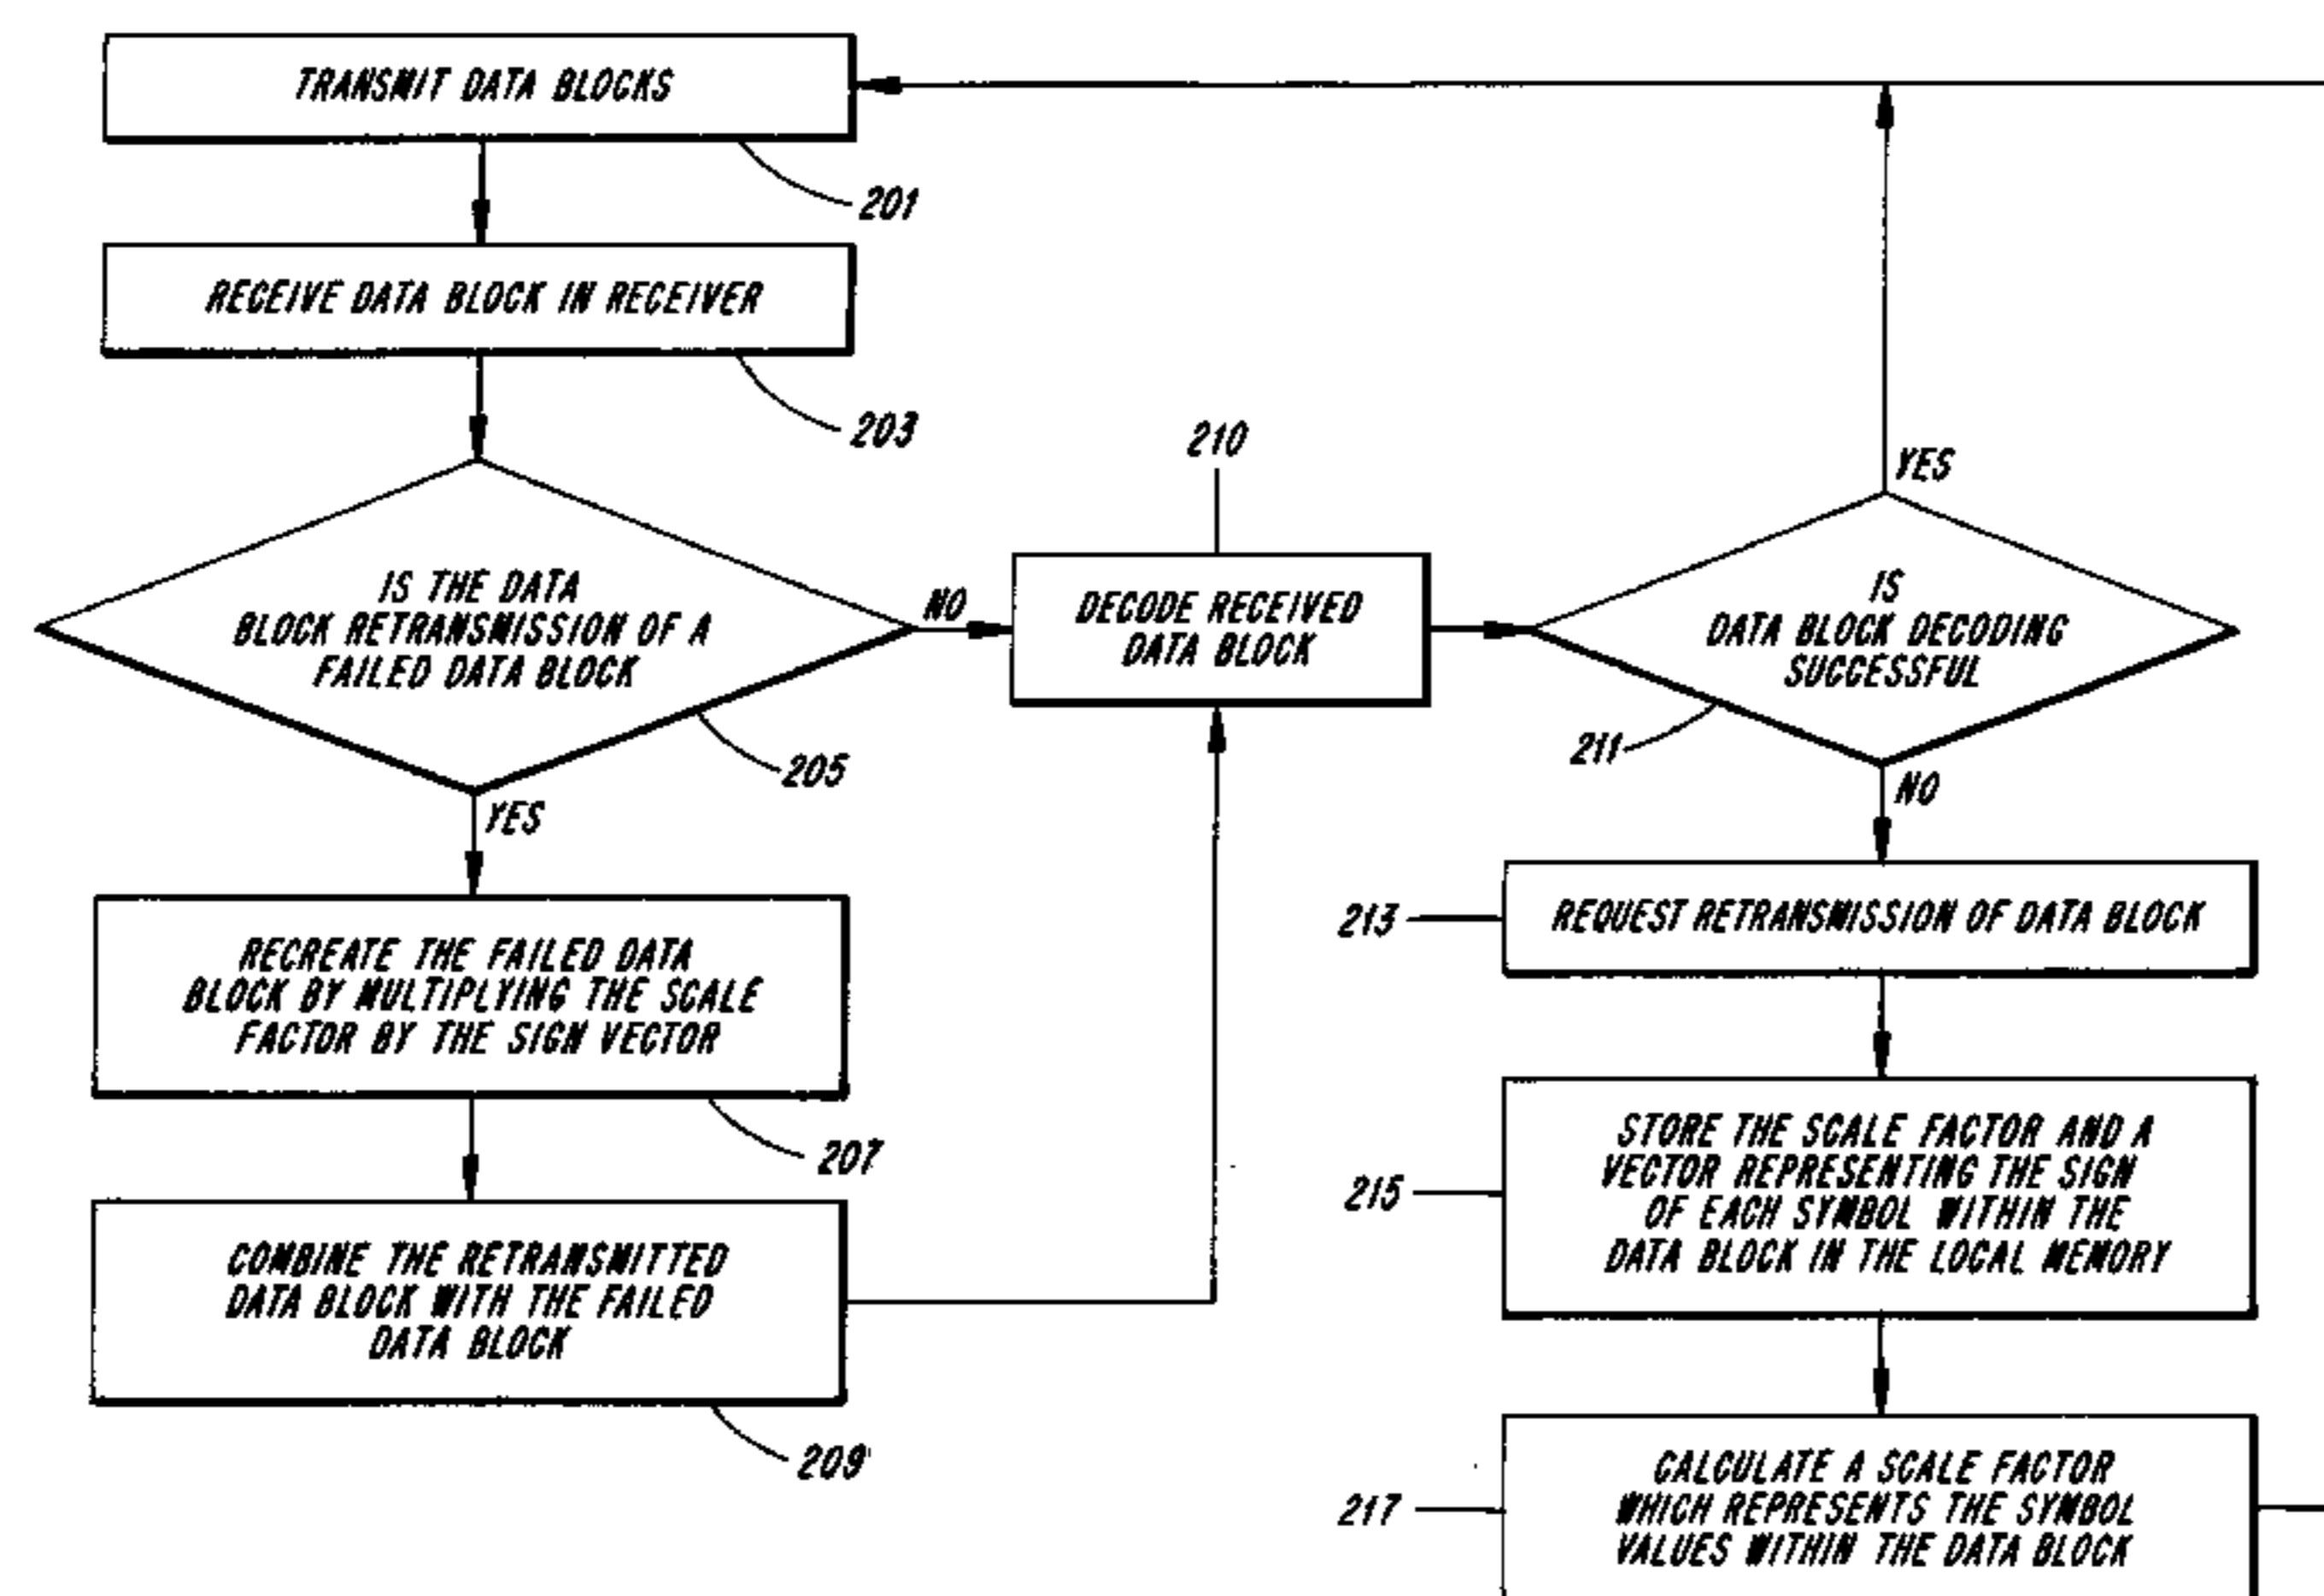 TRANSMIT DATA BLOCKS
201
RECEIVE DATA BLOCK IN RECEIVER
203
IS THE DATA
BLOCK RETRANSMISSION OF A
FAILED DATA BLOCK
205
NO
YES
RECREATE THE FAILED DATA
BLOCK BY MULTIPLYING THE SCALE
FACTOR BY THE SIGN VECTOR
207
COMBINE THE RETRANSMITTED
DATA BLOCK WITH THE FAILED
DATA BLOCK
209
210
DECODE RECEIVED
DATA BLOCK
YES
IS
DATA BLOCK DECODING
SUCCESSFUL
211
NO
213
REQUEST RETRANSMISSION OF DATA BLOCK
215
STORE THE SCALE FACTOR AND A
VECTOR REPRESENTING THE SIGN
OF EACH SYMBOL WITHIN THE
DATA BLOCK IN THE LOCAL MEMORY
217
CALCULATE A SCALE FACTOR
WHICH REPRESENTS THE SYMBOL
VALUES WITHIN THE DATA BLOCK